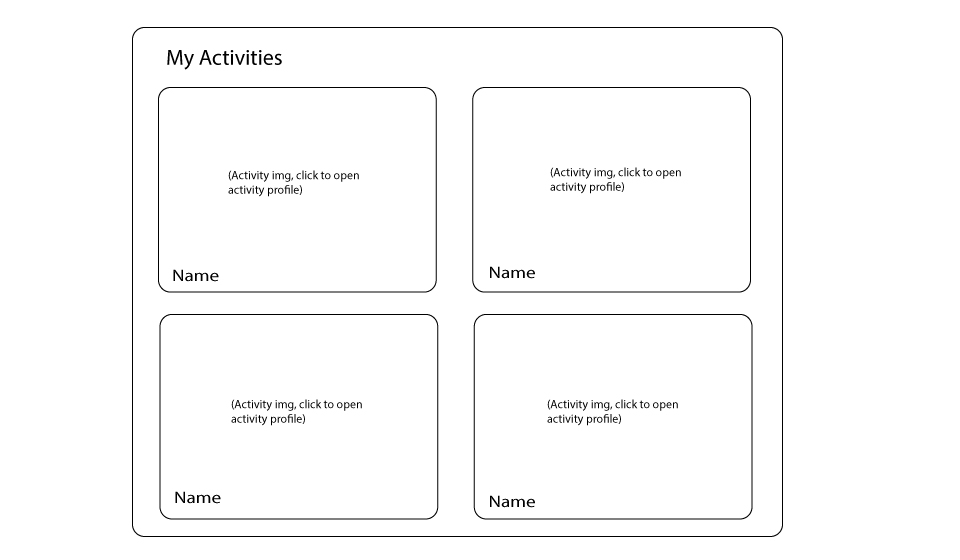 My Activities
(Activity img, click to open
activity profile)
Name
(Activity img, click to open
activity profile)
Name
(Activity img, click to open
activity profile)
Name
(Activity img, click to open
activity profile)
Name